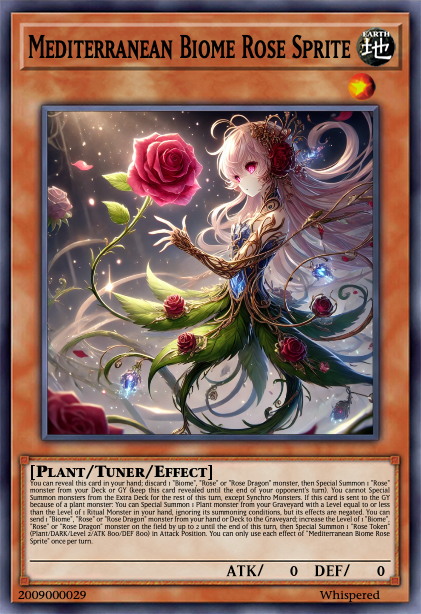 MEDITERRANEAN BIOME ROSE SPRITE
EARTH
地
[PLANT/TUNER/EFFECT]
You can reveal this card in your hand; discard 1 "Biome", "Rose" or "Rose Dragon" monster, then Special Summon 1 "Rose"
monster from your Deck or GY (keep this card revealed until the end of your opponent's turn). You cannot Special
Summon monsters from the Extra Deck for the rest of this turn, except Synchro Monsters. If this card is sent to the GY
because of a plant monster: You can Special Summon 1 Plant monster from your Graveyard with a Level equal to or less
than the Level of 1 Ritual Monster in your hand, ignoring its summoning conditions, but its effects are negated. You can
send 1 "Biome", "Rose" or "Rose Dragon" monster from your hand or Deck to the Graveyard; increase the Level of 1 "Biome",
"Rose" or "Rose Dragon" monster on the field by up to 2 until the end of this turn, then Special Summon 1 "Rose Token"
(Plant/DARK/Level 2/ATK 800/DEF 800) in Attack Position. You can only use each effect of "Mediterranean Biome Rose
Sprite" once per turn.
ATK/ 0 DEF/ 0
2009000029 Whispered